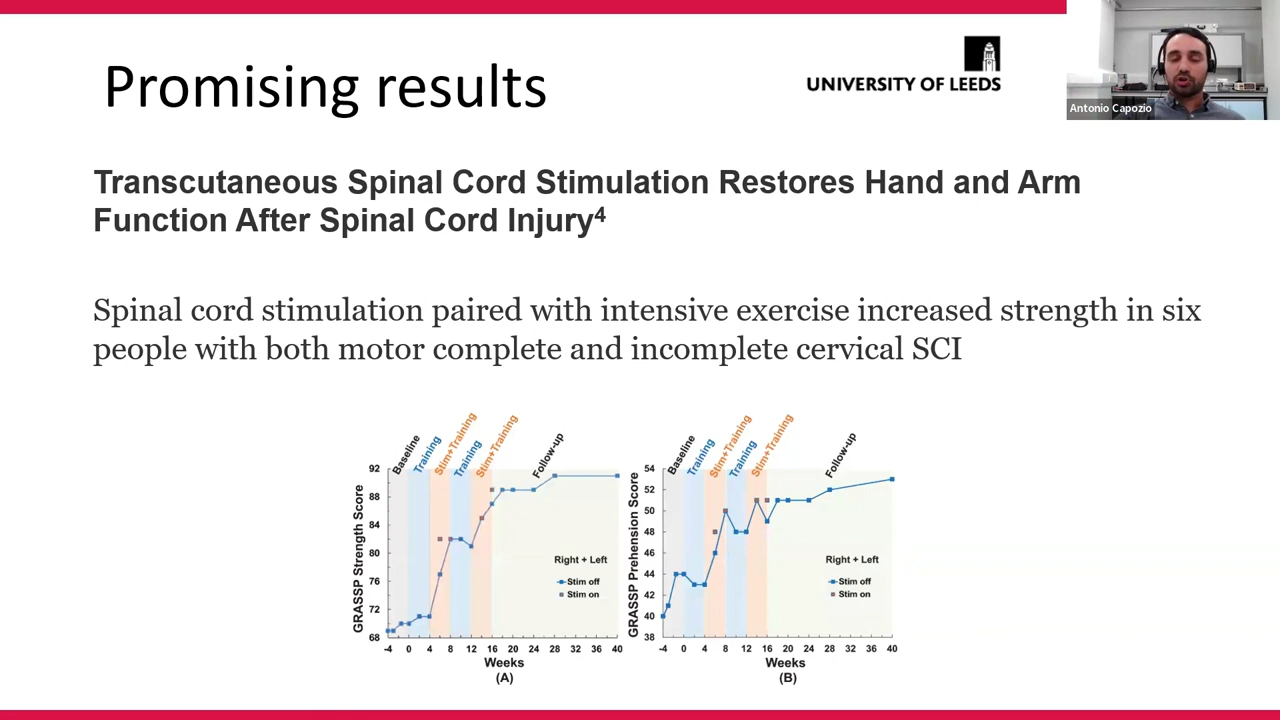 Promising results
UNIVERSITY OF LEEDS
Antonio Capozio
Transcutaneous Spinal Cord Stimulation Restores Hand and Arm
Function After Spinal Cord Injury⁴
Spinal cord stimulation paired with intensive exercise increased strength in six
people with both motor complete and incomplete cervical SCI
Baseline
Training
Stim+Training
Training
Stim+Training
Follow-up
GRASSP Strength Score
92
88
84
80
76
72
68
Right + Left
Stim off
Stim on
-4 0 4 8 12 16 20 24 28 32 36 40
Weeks
(A)
Baseline
Training
Stim+Training
Training
Stim+Training
Follow-up
GRASSP Prehension Score
54
52
50
48
46
44
42
40
38
Right + Left
Stim off
Stim on
-4 0 4 8 12 16 20 24 28 32 36 40
Weeks
(B)